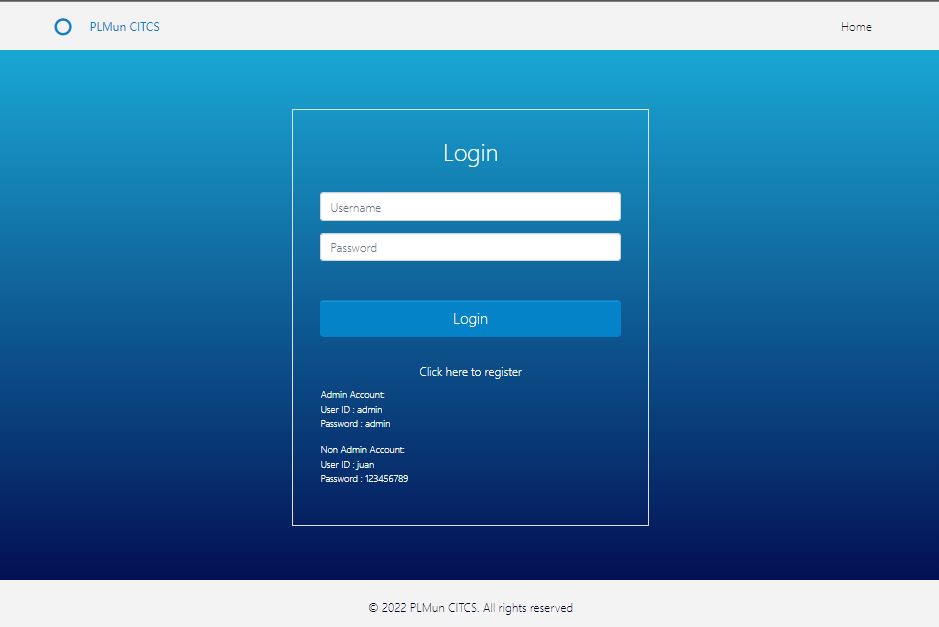 PLMun CITCS
Home
Login
Username
Password
Login
Click here to register
Admin Account:
User ID : admin
Password : admin
Non Admin Account:
User ID : juan
Password : 123456789
© 2022 PLMun CITCS. All rights reserved